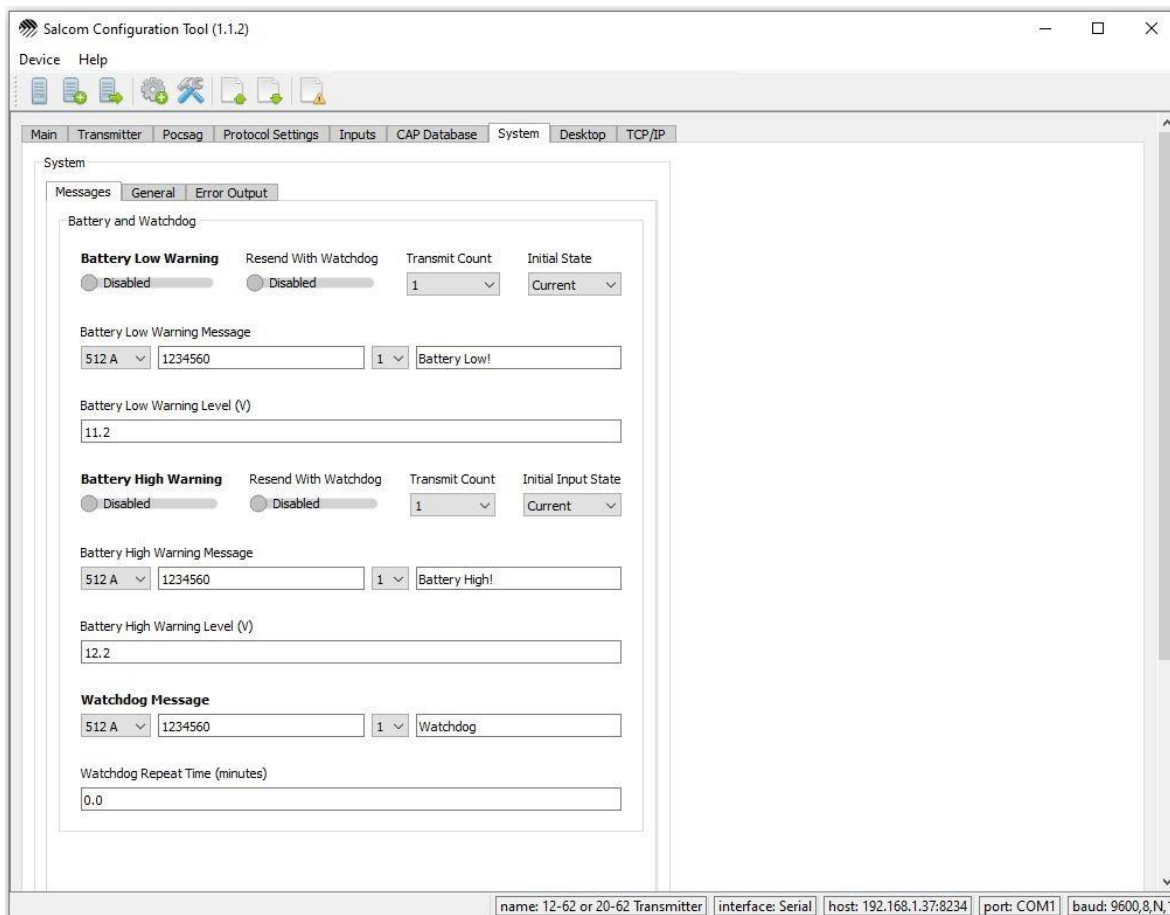 Salcom Configuration Tool (1.1.2)
Device Help
Main Transmitter Pocsag Protocol Settings Inputs CAP Database System Desktop TCP/IP
System
Messages General Error Output
Battery and Watchdog
Battery Low Warning Resend With Watchdog Transmit Count Initial State
Disabled Disabled 1 Current
Battery Low Warning Message
512 A 1234560 1 Battery Low!
Battery Low Warning Level (V)
11.2
Battery High Warning Resend With Watchdog Transmit Count Initial Input State
Disabled Disabled 1 Current
Battery High Warning Message
512 A 1234560 1 Battery High!
Battery High Warning Level (V)
12.2
Watchdog Message
512 A 1234560 1 Watchdog
Watchdog Repeat Time (minutes)
0.0
name: 12-62 or 20-62 Transmitter interface: Serial host: 192.168.1.37:8234 port: COM1 baud: 9600,8,N,